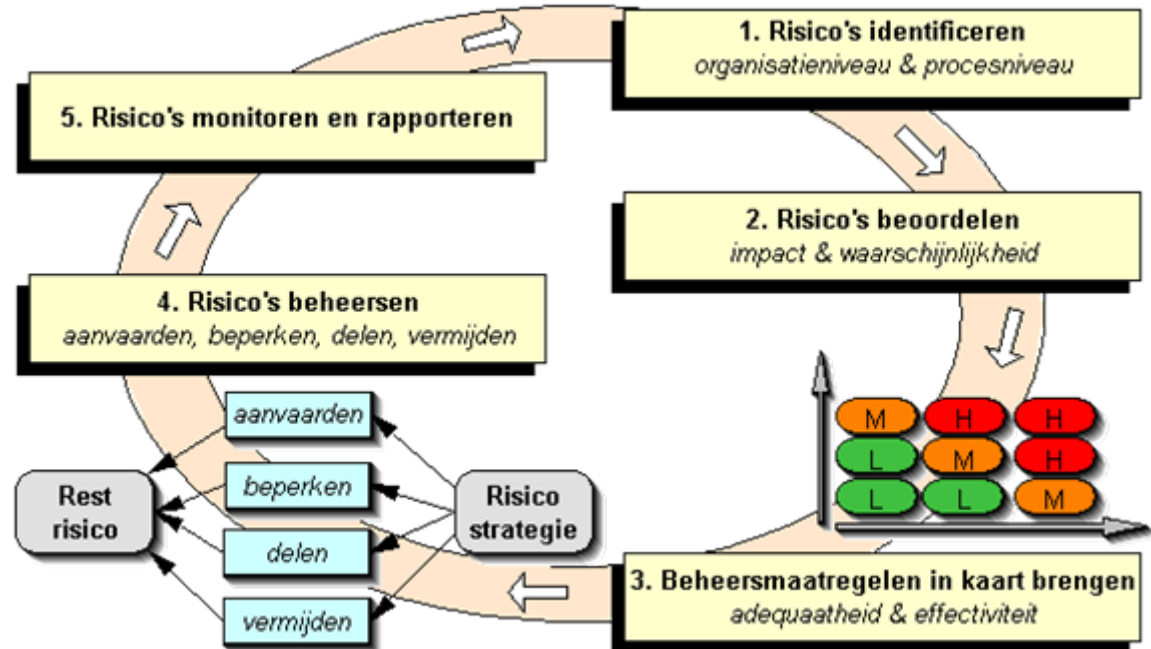 1. Risico's identificeren
organisatieniveau & procesniveau
2. Risico's beoordelen
impact & waarschijnlijkheid
M H H
L M H
L L M
3. Beheersmaatregelen in kaart brengen
adequaatheid & effectiviteit
4. Risico's beheersen
aanvaarden, beperken, delen, vermijden
Risico
strategie
aanvaarden
beperken
delen
vermijden
Rest
risico
5. Risico's monitoren en rapporteren